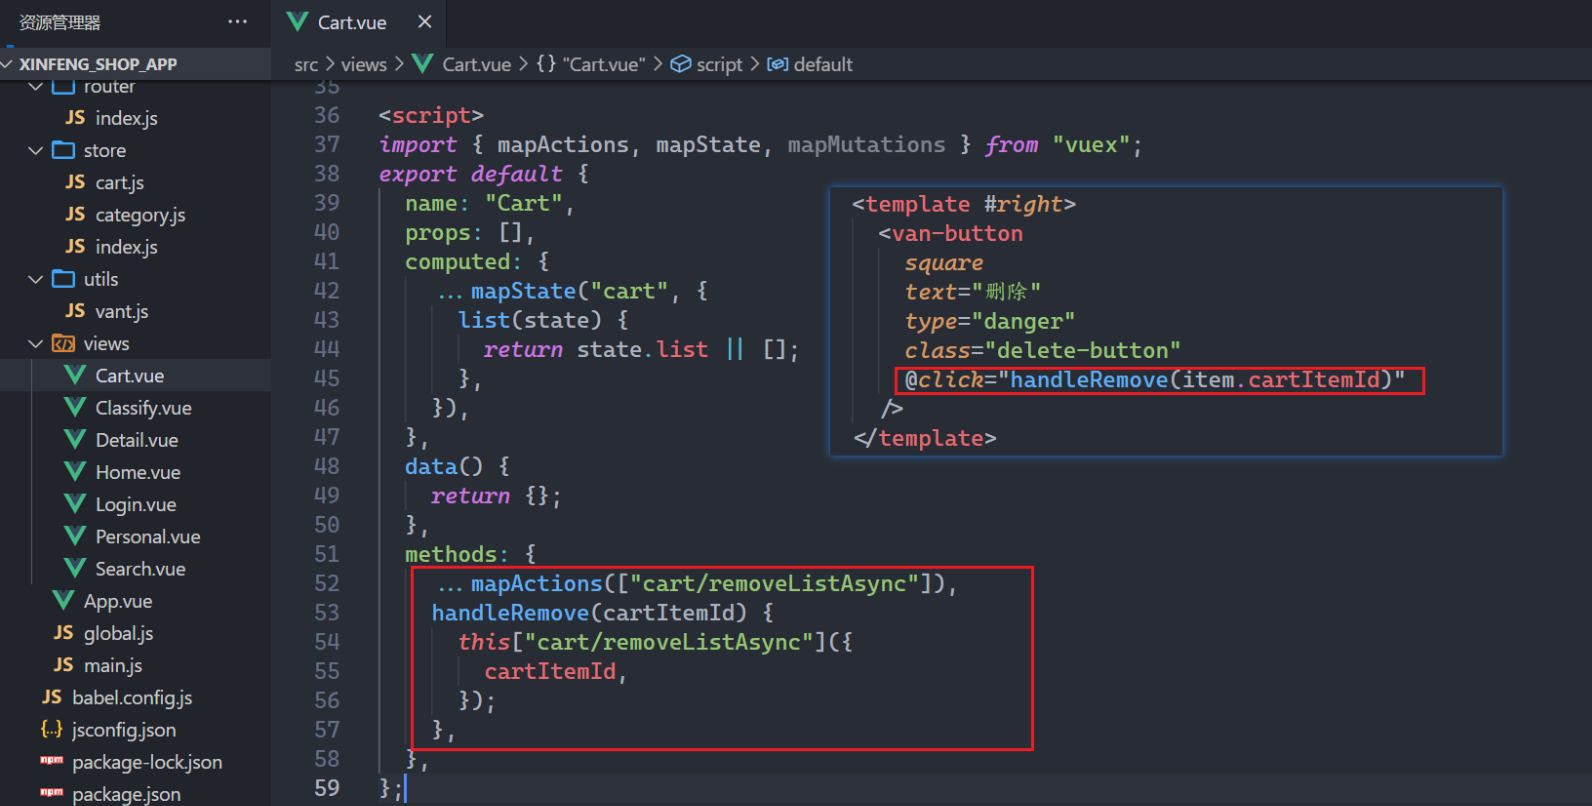 资源管理器
···
XINFENG_SHOP_APP
router
JS index.js
store
JS cart.js
JS category.js
JS index.js
utils
JS vant.js
views
Cart.vue
Classify.vue
Detail.vue
Home.vue
Login.vue
Personal.vue
Search.vue
App.vue
JS global.js
JS main.js
JS babel.config.js
{..} jsconfig.json
npm package-lock.json
npm package.json
Cart.vue ×
src > views > Cart.vue > {} "Cart.vue" > script > default
35
36 <script>
37 import { mapActions, mapState, mapMutations } from "vuex";
38 export default {
39 name: "Cart",
40 props: [],
41 computed: {
42 ...mapState("cart", {
43 list(state) {
44 return state.list || [];
45 },
46 }),
47 },
48 data() {
49 return {};
50 },
51 methods: {
52 ...mapActions(["cart/removeListAsync"]),
53 handleRemove(cartItemId) {
54 this["cart/removeListAsync"]({
55 cartItemId,
56 });
57 },
58 },
59 };
<template #right>
<van-button
square
text="删除"
type="danger"
class="delete-button"
@click="handleRemove(item.cartItemId)"
/>
</template>